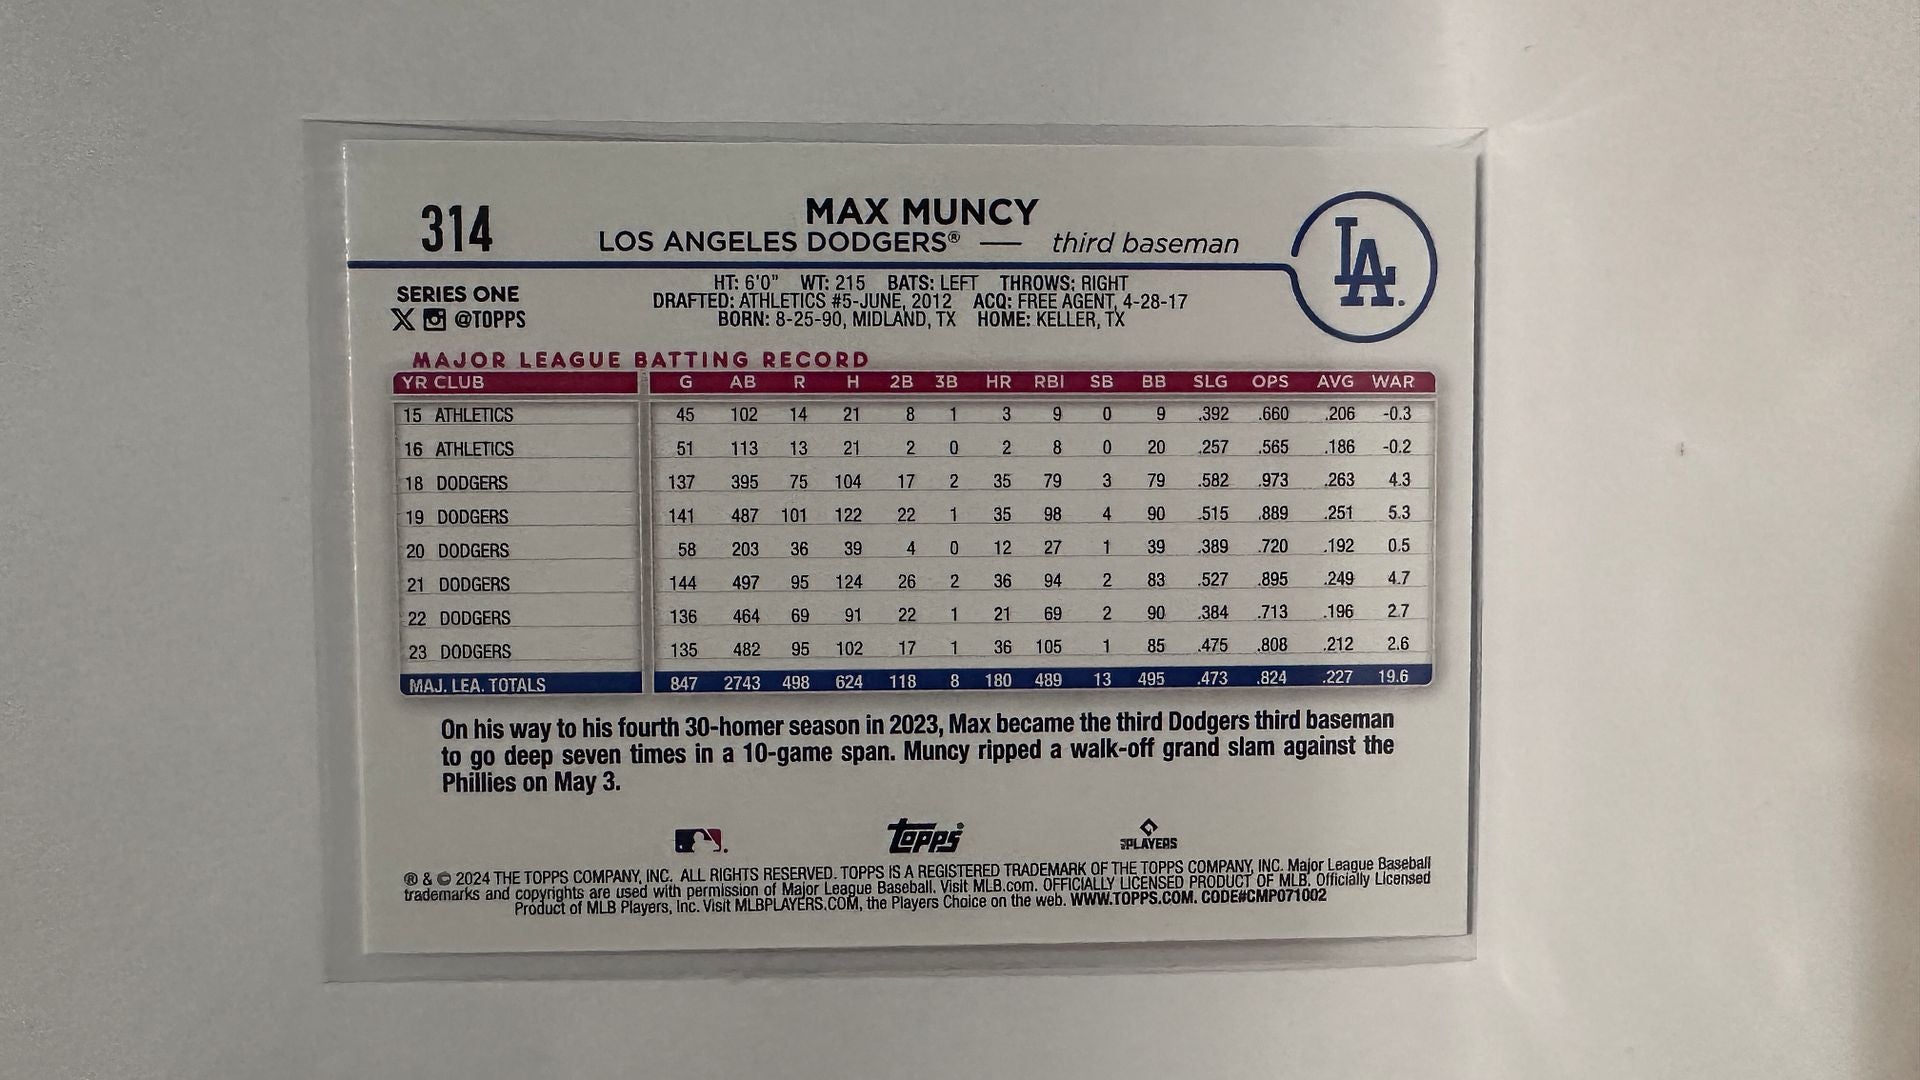 314
MAX MUNCY
LOS ANGELES DODGERS® — third baseman
LA
SERIES ONE
@TOPPS
HT: 6'0" WT: 215 BATS: LEFT THROWS: RIGHT
DRAFTED: ATHLETICS #5-JUNE, 2012 ACQ: FREE AGENT, 4-28-17
BORN: 8-25-90, MIDLAND, TX HOME: KELLER, TX
MAJOR LEAGUE BATTING RECORD
YR CLUB G AB R H 2B 3B HR RBI SB BB SLG OPS AVG WAR
15 ATHLETICS 45 102 14 21 8 1 3 9 0 9 .392 .660 .206 -0.3
16 ATHLETICS 51 113 13 21 2 0 2 8 0 20 .257 .565 .186 -0.2
18 DODGERS 137 395 75 104 17 2 35 79 3 79 .582 .973 .263 4.3
19 DODGERS 141 487 101 122 22 1 35 98 4 90 .515 .889 .251 5.3
20 DODGERS 58 203 36 39 4 0 12 27 1 39 .389 .720 .192 0.5
21 DODGERS 144 497 95 124 26 2 36 94 2 83 .527 .895 .249 4.7
22 DODGERS 136 464 69 91 22 1 21 69 2 90 .384 .713 .196 2.7
23 DODGERS 135 482 95 102 17 1 36 105 1 85 .475 .808 .212 2.6
MAJ. LEA. TOTALS 847 2743 498 624 118 8 180 489 13 495 .473 .824 .227 19.6
On his way to his fourth 30-homer season in 2023, Max became the third Dodgers third baseman
to go deep seven times in a 10-game span. Muncy ripped a walk-off grand slam against the
Phillies on May 3.
Topps
PLAYERS
® & © 2024 THE TOPPS COMPANY, INC. ALL RIGHTS RESERVED. TOPPS IS A REGISTERED TRADEMARK OF THE TOPPS COMPANY, INC. Major League Baseball
trademarks and copyrights are used with permission of Major League Baseball. Visit MLB.com. OFFICIALLY LICENSED PRODUCT OF MLB. Officially Licensed
Product of MLB Players, Inc. Visit MLBPLAYERS.COM, the Players Choice on the web. WWW.TOPPS.COM. CODE#CMP071002